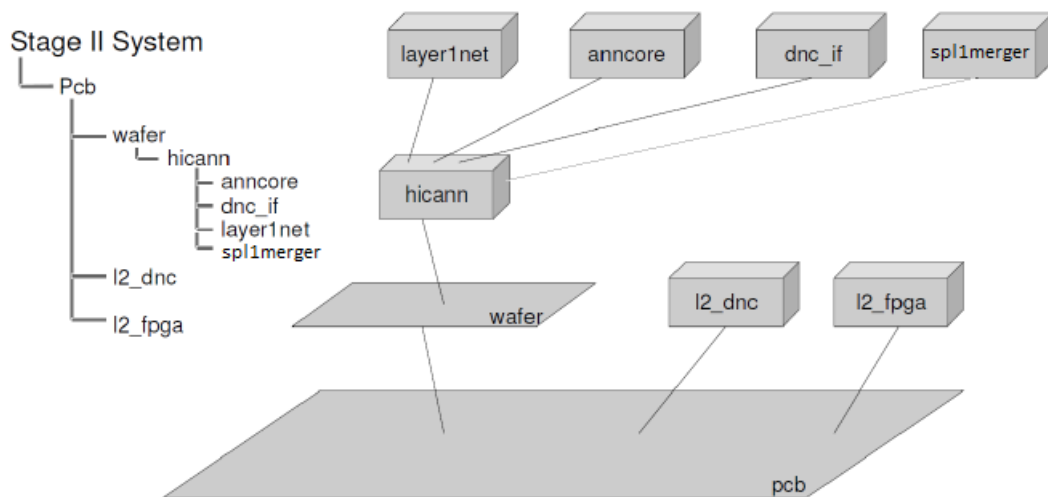 Stage II System
Pcb
wafer
hicann
anncore
dnc_if
layer1net
spl1merger
l2_dnc
l2_fpga
layer1net
anncore
dnc_if
spl1merger
hicann
wafer
l2_dnc
l2_fpga
pcb